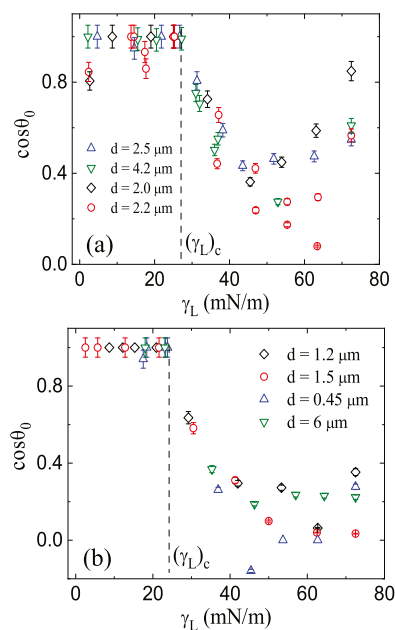 0.8
0.4
0.0
cosθ₀
d = 2.5 μm
d = 4.2 μm
d = 2.0 μm
d = 2.2 μm
(a)
(γL)c
0 20 40 60 80
γL (mN/m)
0.8
0.4
0.0
cosθ₀
d = 1.2 μm
d = 1.5 μm
d = 0.45 μm
d = 6 μm
(b)
(γL)c
0 20 40 60 80
γL (mN/m)